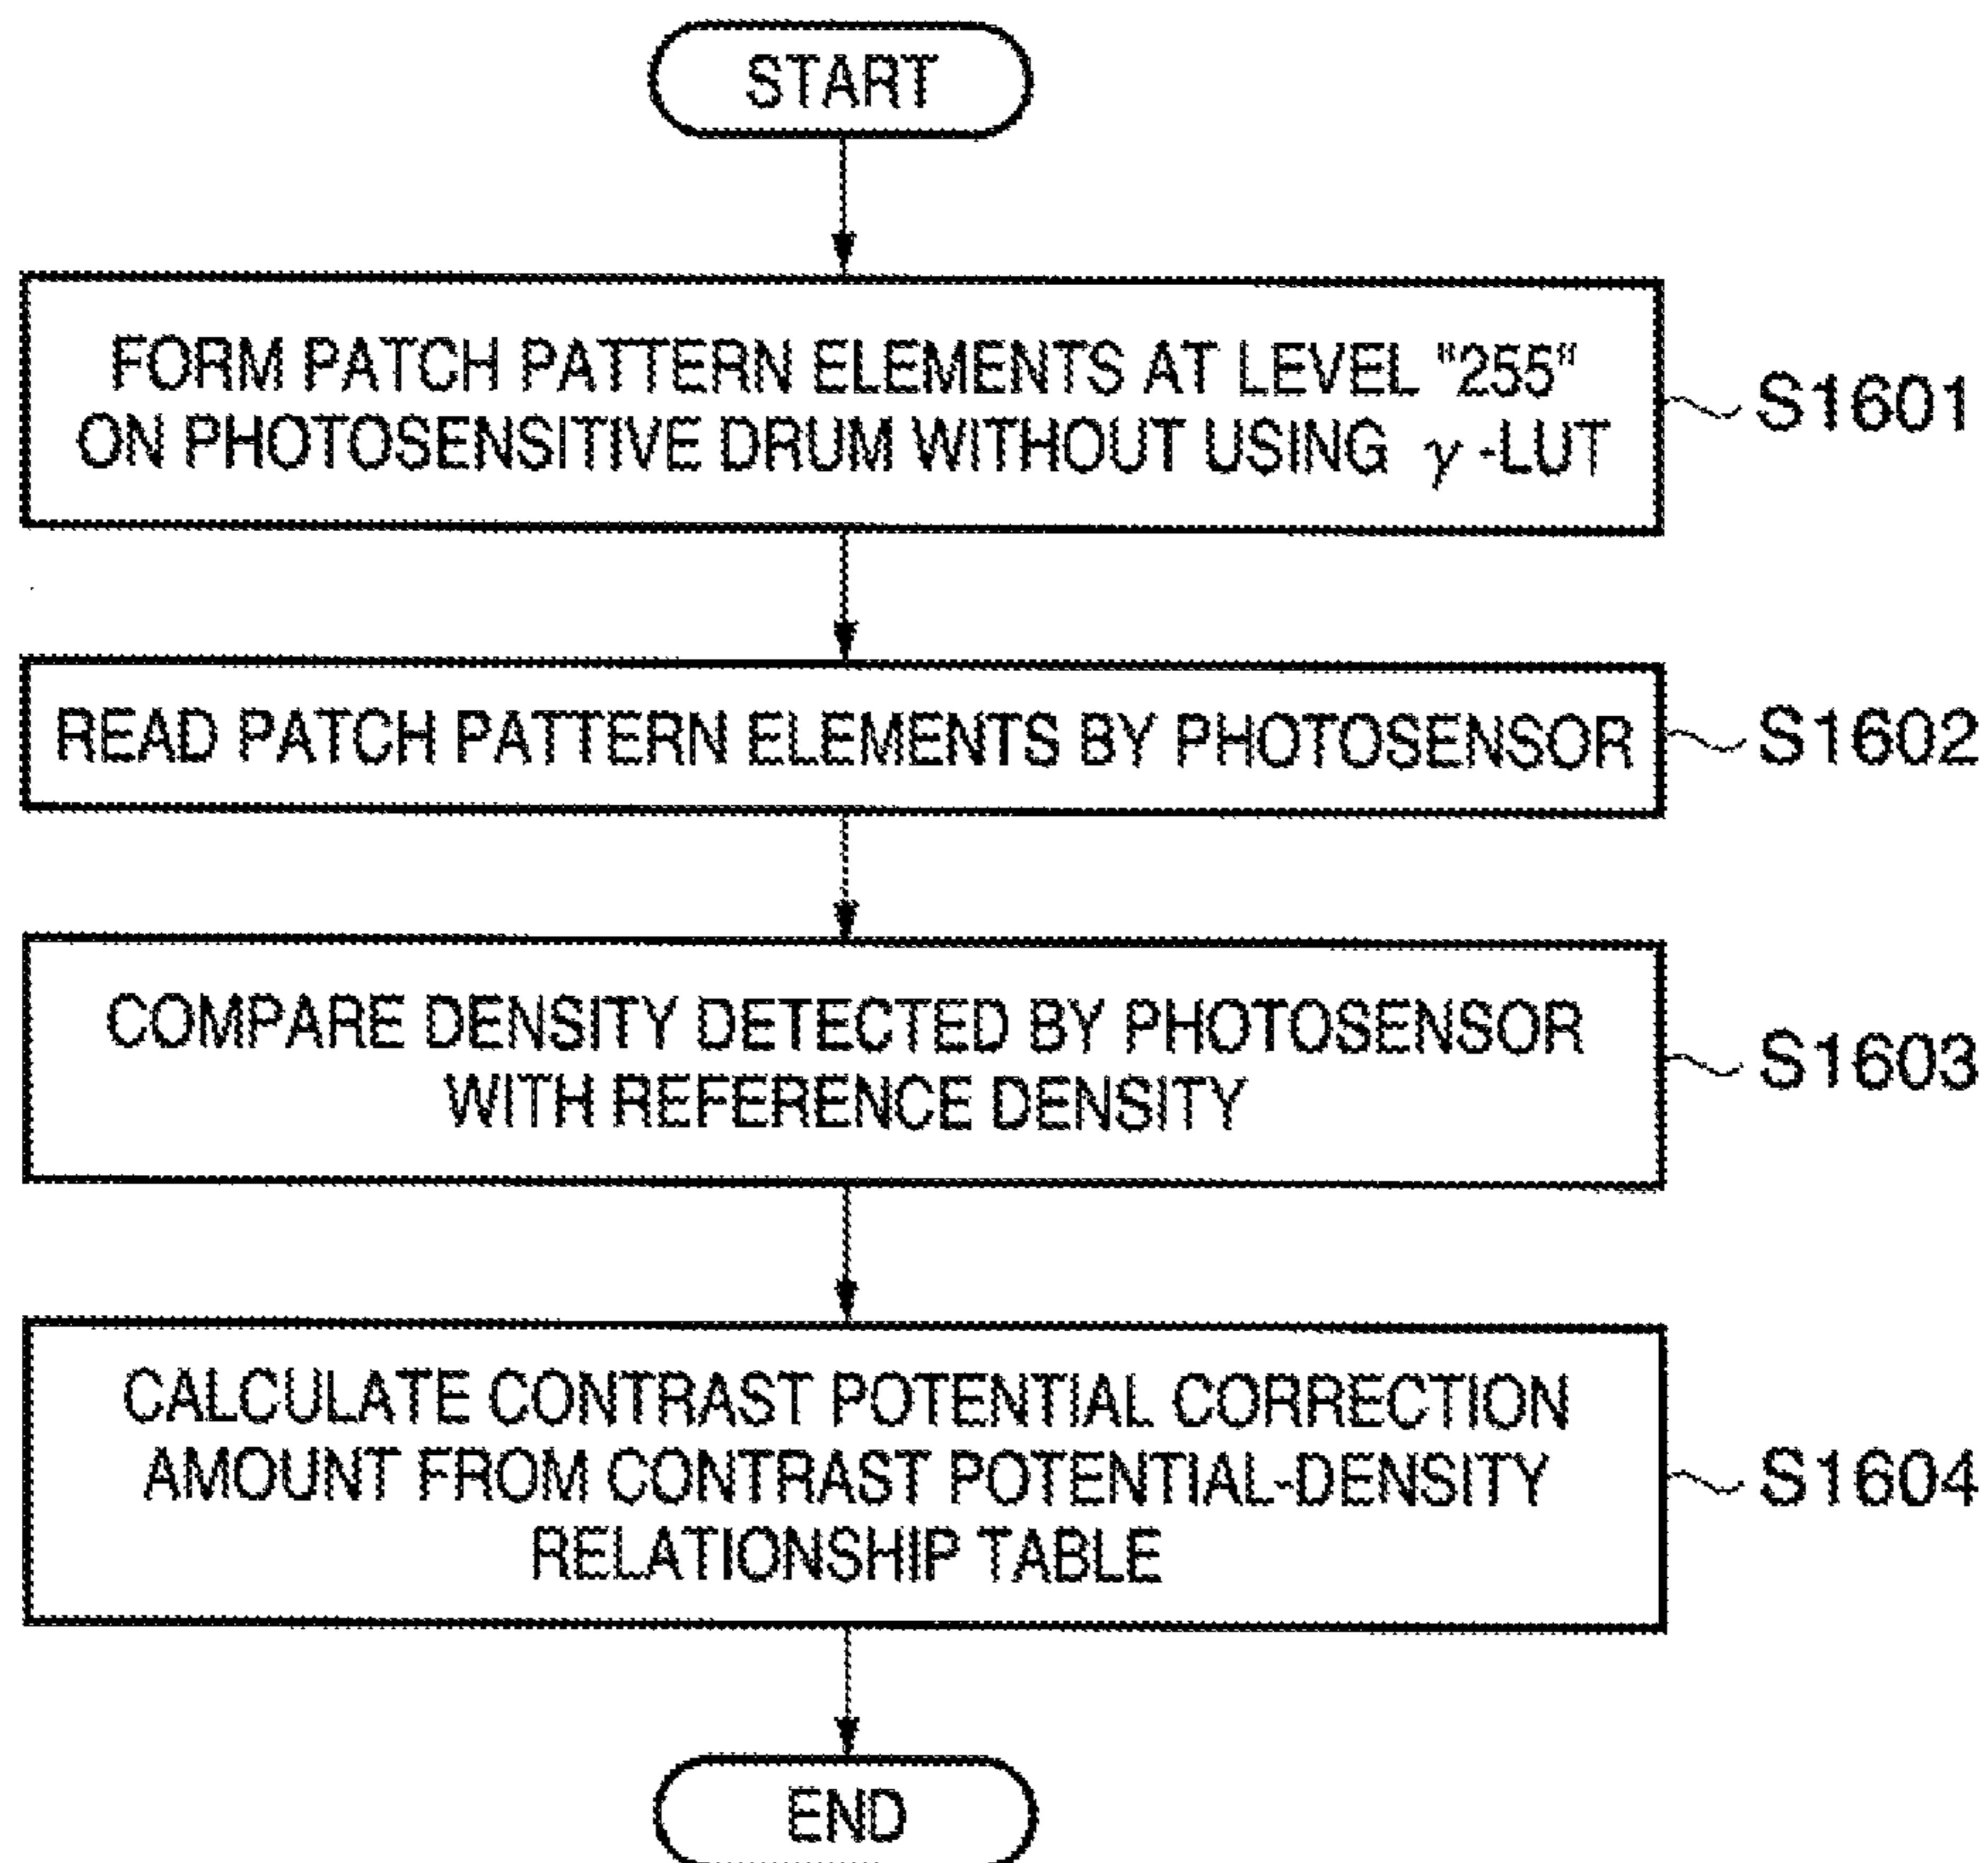 START
FORM PATCH PATTERN ELEMENTS AT LEVEL "255"
ON PHOTOSENSITIVE DRUM WITHOUT USING γ-LUT
S1601
READ PATCH PATTERN ELEMENTS BY PHOTOSENSOR
S1602
COMPARE DENSITY DETECTED BY PHOTOSENSOR
WITH REFERENCE DENSITY
S1603
CALCULATE CONTRAST POTENTIAL CORRECTION
AMOUNT FROM CONTRAST POTENTIAL-DENSITY
RELATIONSHIP TABLE
S1604
END